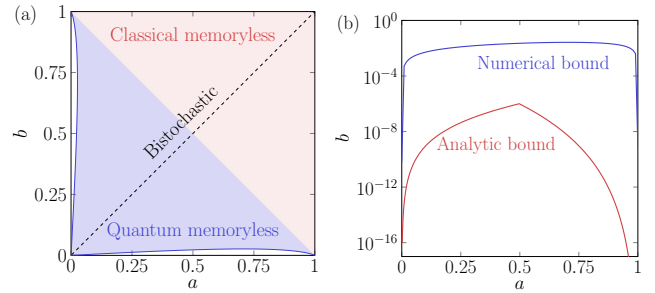 (a)
1
0.75
0.5
0.25
0
b
Classical memoryless
Bistochastic
Quantum memoryless
0
0.25
0.5
0.75
1
a
(b)
10^0
10^{-4}
10^{-8}
10^{-12}
10^{-16}
b
Numerical bound
Analytic bound
0
0.25
0.5
0.75
1
a